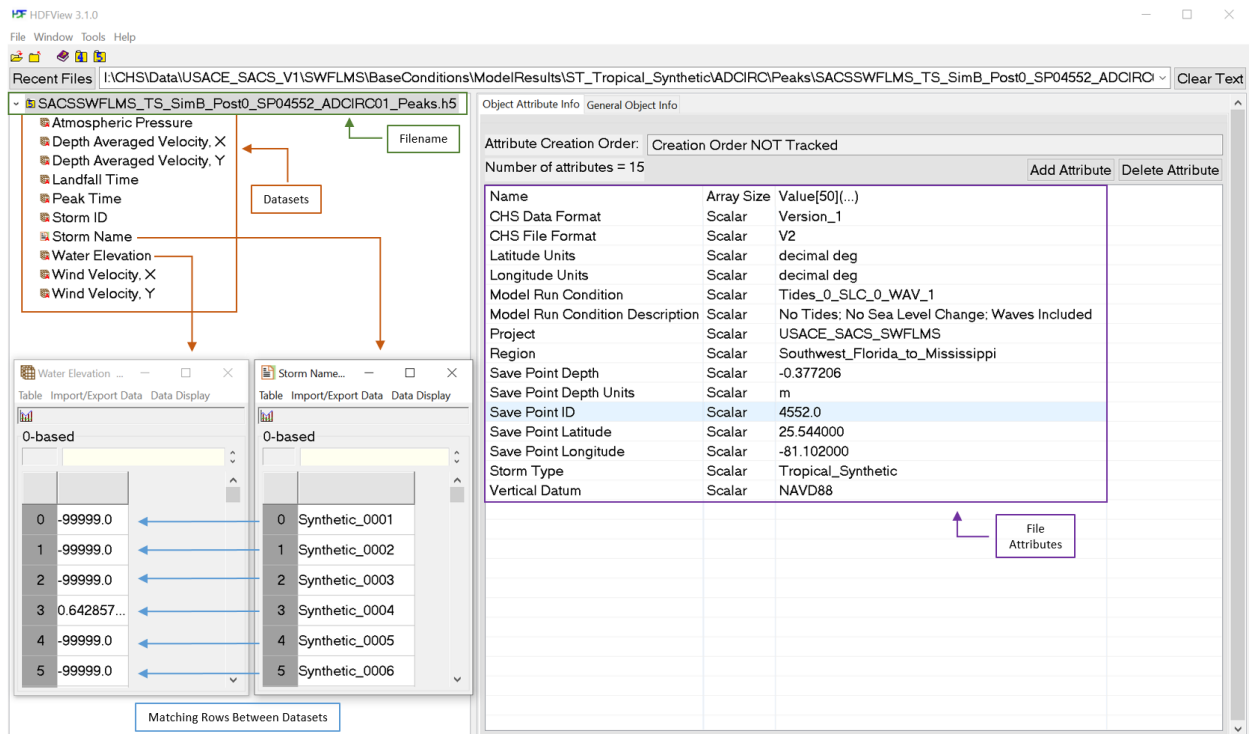 HDFView 3.1.0
File Window Tools Help
Recent Files I:\CHS\Data\USACE_SACS_V1\SWFLMS\BaseConditions\ModelResults\ST_Tropical_Synthetic\ADCIRC\Peaks\SACSSWFLMS_TS_SimB_Post0_SP04552_ADCIRC( Clear Text
SACSSWFLMS_TS_SimB_Post0_SP04552_ADCIRC01_Peaks.h5
Atmospheric Pressure
Depth Averaged Velocity, X
Depth Averaged Velocity, Y
Landfall Time
Peak Time
Storm ID
Storm Name
Water Elevation
Wind Velocity, X
Wind Velocity, Y
Filename
Datasets
Water Elevation ...
Table Import/Export Data Data Display
0-based
0 -99999.0
1 -99999.0
2 -99999.0
3 0.642857...
4 -99999.0
5 -99999.0
Storm Name...
Table Import/Export Data Data Display
0-based
0 Synthetic_0001
1 Synthetic_0002
2 Synthetic_0003
3 Synthetic_0004
4 Synthetic_0005
5 Synthetic_0006
Matching Rows Between Datasets
Object Attribute Info General Object Info
Attribute Creation Order: Creation Order NOT Tracked
Number of attributes = 15 Add Attribute Delete Attribute
Name Array Size Value[50](...)
CHS Data Format Scalar Version_1
CHS File Format Scalar V2
Latitude Units Scalar decimal deg
Longitude Units Scalar decimal deg
Model Run Condition Scalar Tides_0_SLC_0_WAV_1
Model Run Condition Description Scalar No Tides; No Sea Level Change; Waves Included
Project Scalar USACE_SACS_SWFLMS
Region Scalar Southwest_Florida_to_Mississippi
Save Point Depth Scalar -0.377206
Save Point Depth Units Scalar m
Save Point ID Scalar 4552.0
Save Point Latitude Scalar 25.544000
Save Point Longitude Scalar -81.102000
Storm Type Scalar Tropical_Synthetic
Vertical Datum Scalar NAVD88
File
Attributes